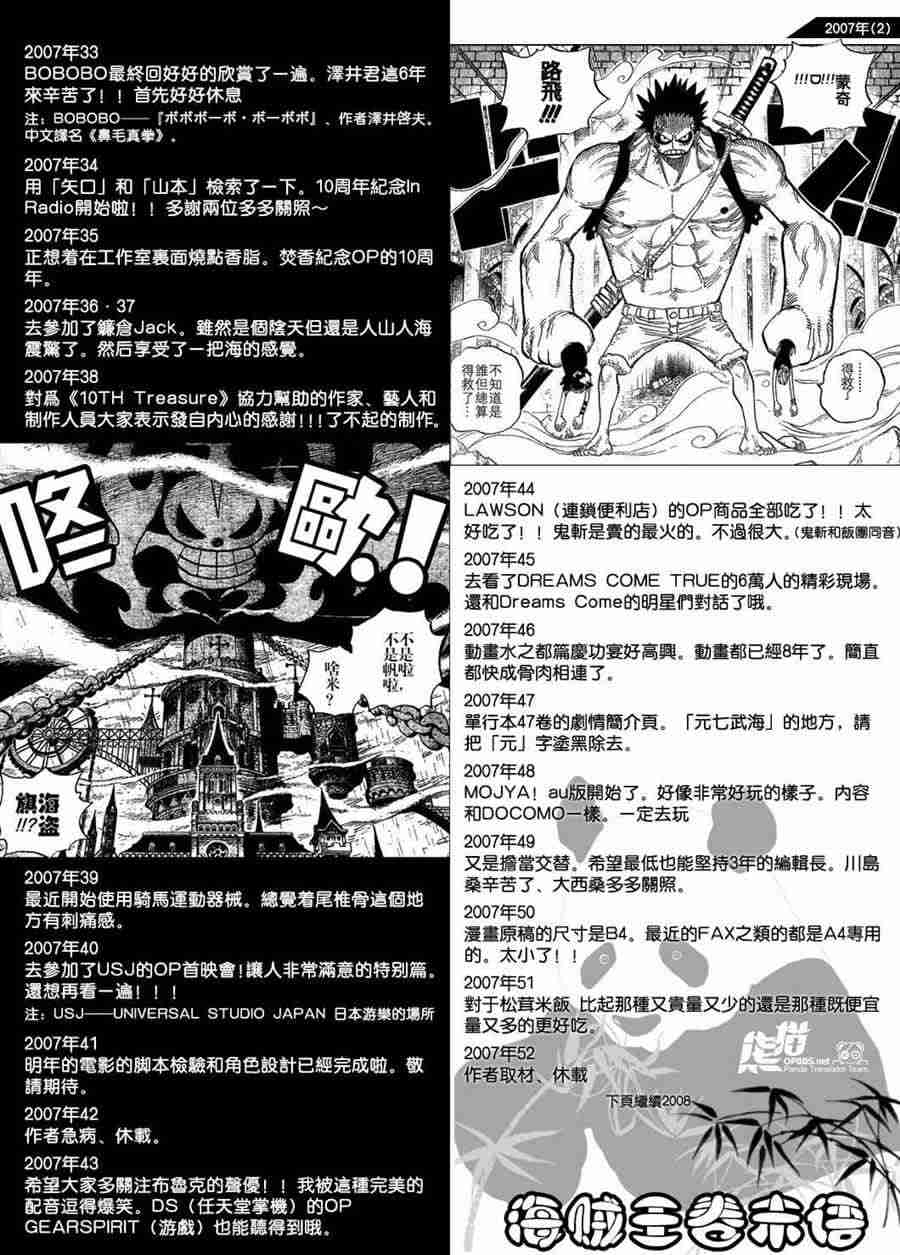 2007年(2)
2007年33
BOBOBO最終回好好的欣賞了一遍。澤井君這6年
來辛苦了！！首先好好休息
注：BOBOBO——『ボボボーボ・ボーボボ』、作者澤井啓夫。
中文譯名《鼻毛真拳》。
2007年34
用「矢口」和「山本」檢索了一下。10周年紀念In
Radio開始啦！！多謝兩位多多關照～
2007年35
正想着在工作室裏面燒點香脂。焚香紀念OP的10周
年。
2007年36·37
去參加了鐮倉Jack。雖然是個陰天但還是人山人海
震驚了。然后享受了一把海的感覺。
2007年38
對爲《10TH Treasure》協力幫助的作家、藝人和
制作人員大家表示發自内心的感謝!!!了不起的制作。
蒙奇
D!!!
路飛!!!
……
得救了…
不知道是
誰但總算
得救了…
咚
歐!!
不是啦，
不是帆啦
啥米？
海盜
旗!!?
2007年39
最近開始使用騎馬運動器械。總覺着尾椎骨這個地
方有刺痛感。
2007年40
去參加了USJ的OP首映會!讓人非常滿意的特别篇。
還想再看一遍！！！
注：USJ——UNIVERSAL STUDIO JAPAN 日本游樂的場所
2007年41
明年的電影的脚本檢驗和角色設計已經完成啦。敬
請期待。
2007年42
作者急病、休載。
2007年43
希望大家多關注布魯克的聲優！！我被這種完美的
配音逗得爆笑。DS（任天堂掌機）的OP
GEARSPIRIT（游戲）也能聽得到哦。
2007年44
LAWSON（連鎖便利店）的OP商品全部吃了！！太
好吃了！！鬼斬是賣的最火的。不過很大。(鬼斬和飯團同音)
2007年45
去看了DREAMS COME TRUE的6萬人的精彩現場。
還和Dreams Come的明星們對話了哦。
2007年46
動畫水之都篇慶功宴好高興。動畫都已經8年了。簡直
都快成骨肉相連了。
2007年47
單行本47卷的劇情簡介頁。「元七武海」的地方，請
把「元」字塗黑除去。
2007年48
MOJYA！au版開始了。好像非常好玩的樣子。内容
和DOCOMO一樣。一定去玩
2007年49
又是擔當交替。希望最低也能堅持3年的編輯長。川島
桑辛苦了、大西桑多多關照。
2007年50
漫畫原稿的尺寸是B4。最近的FAX之類的都是A4專用
的。太小了！！
2007年51
對于松茸米飯 比起那種又貴量又少的還是那種既便宜
量又多的更好吃。
2007年52
作者取材、休載
下頁繼續2008
熊猫
OPBBS.net
Panda Translator Team
海賊王卷末语